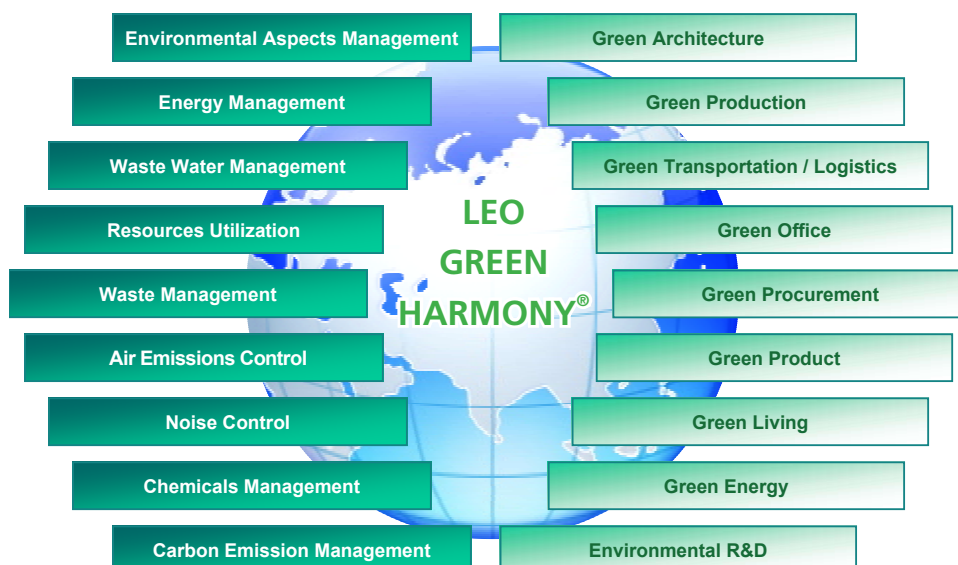 Environmental Aspects Management
Green Architecture
Energy Management
Green Production
Waste Water Management
Green Transportation / Logistics
Resources Utilization
Green Office
Waste Management
Green Procurement
Air Emissions Control
Green Product
Noise Control
Green Living
Chemicals Management
Green Energy
Carbon Emission Management
Environmental R&D
LEO
GREEN
HARMONY®